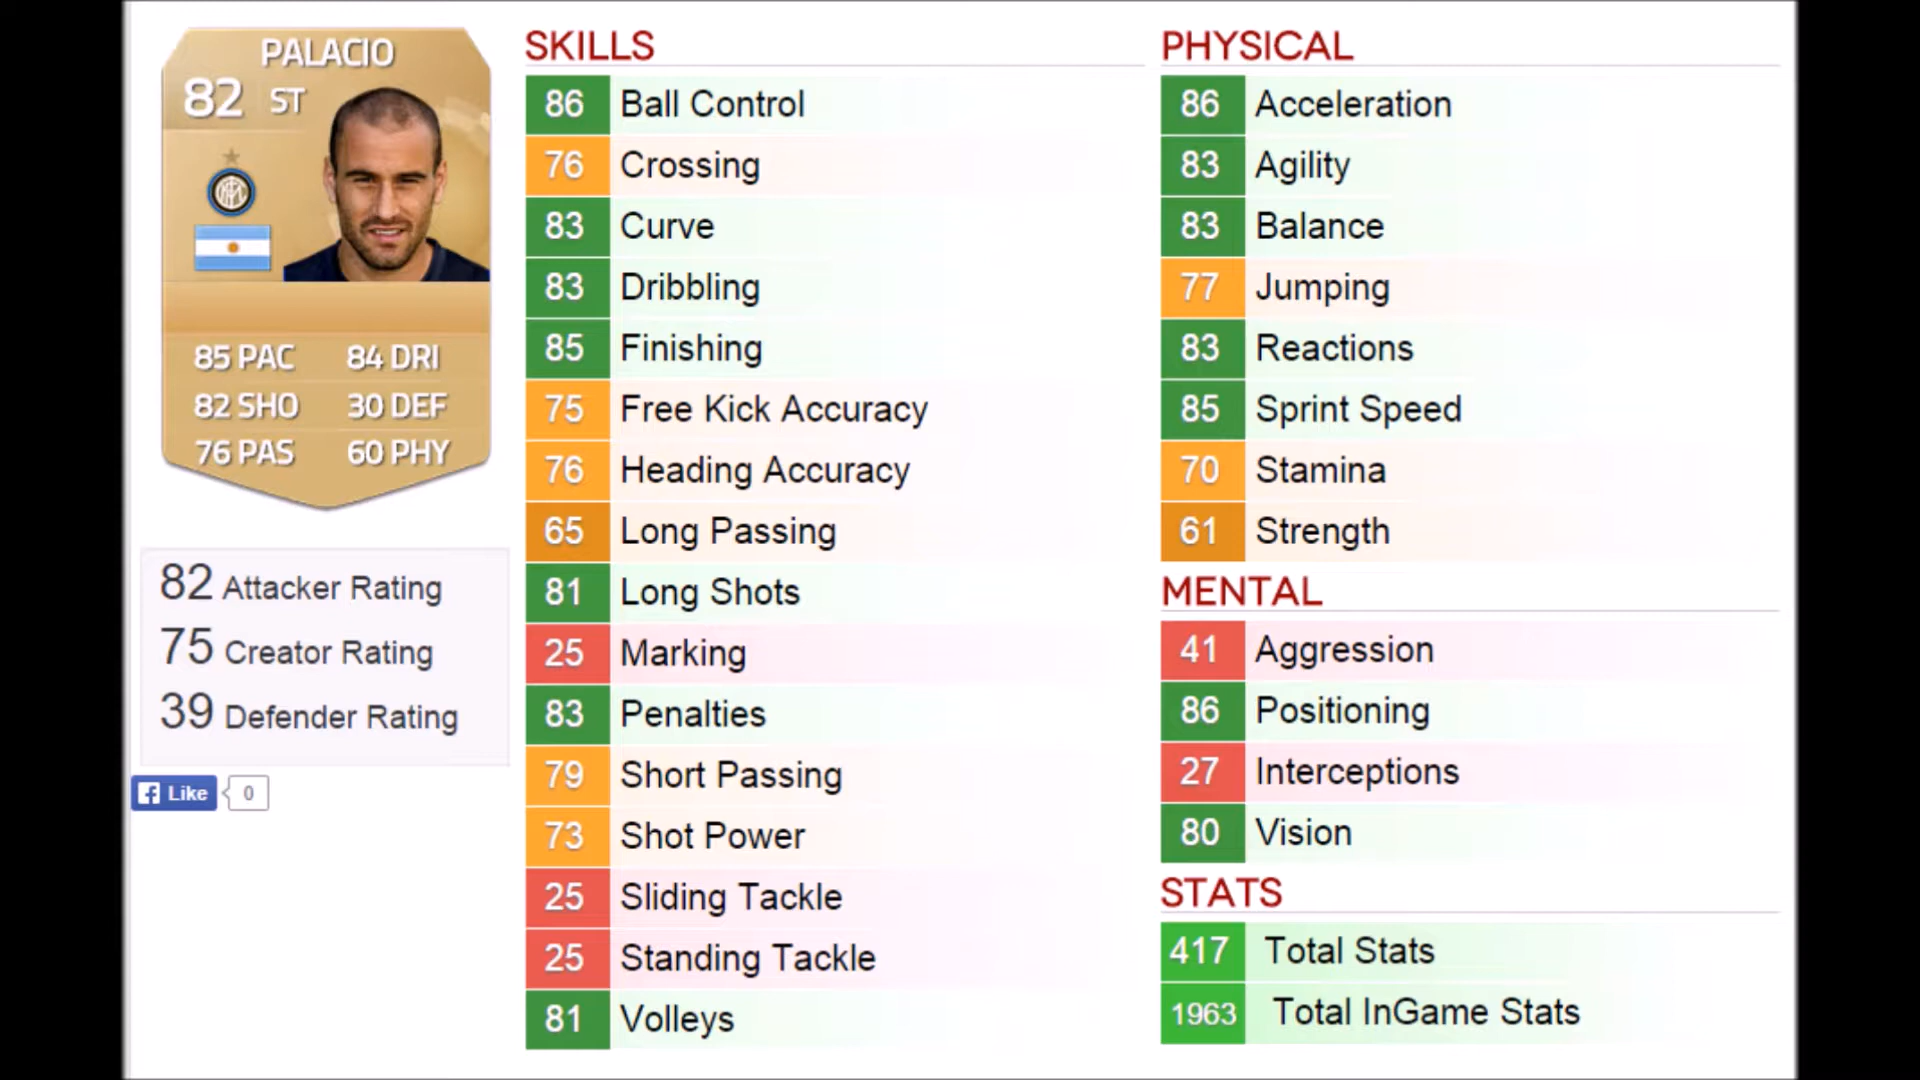 PALACIO
82 ST
85 PAC 84 DRI
82 SHO 30 DEF
76 PAS 60 PHY
82 Attacker Rating
75 Creator Rating
39 Defender Rating
Like 0
SKILLS
86 Ball Control
76 Crossing
83 Curve
83 Dribbling
85 Finishing
75 Free Kick Accuracy
76 Heading Accuracy
65 Long Passing
81 Long Shots
25 Marking
83 Penalties
79 Short Passing
73 Shot Power
25 Sliding Tackle
25 Standing Tackle
81 Volleys
PHYSICAL
86 Acceleration
83 Agility
83 Balance
77 Jumping
83 Reactions
85 Sprint Speed
70 Stamina
61 Strength
MENTAL
41 Aggression
86 Positioning
27 Interceptions
80 Vision
STATS
417 Total Stats
1963 Total InGame Stats